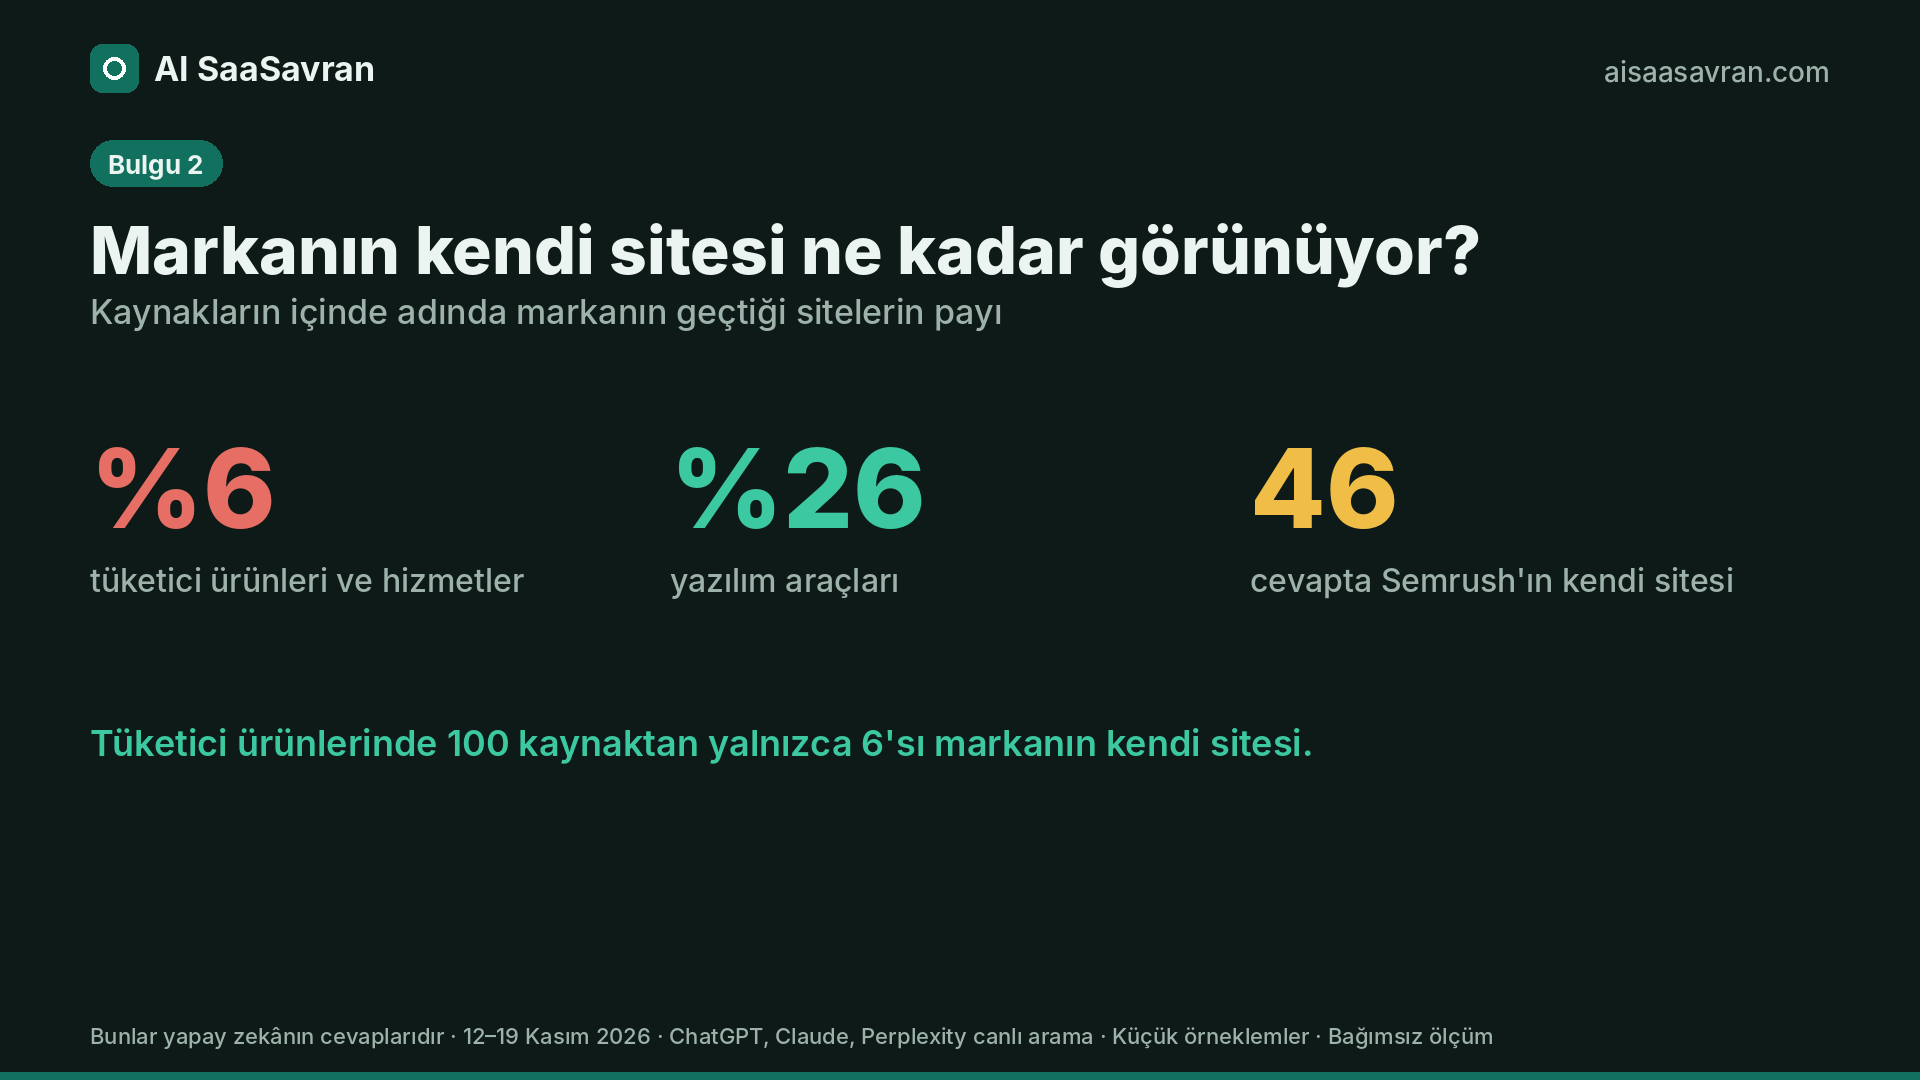 AI SaaSavran
aisaasavran.com
Bulgu 2
Markanın kendi sitesi ne kadar görünüyor?
Kaynakların içinde adında markanın geçtiği sitelerin payı
%6
tüketici ürünleri ve hizmetler
%26
yazılım araçları
46
cevapta Semrush'ın kendi sitesi
Tüketici ürünlerinde 100 kaynaktan yalnızca 6'sı markanın kendi sitesi.
Bunlar yapay zekânın cevaplarıdır · 12–19 Kasım 2026 · ChatGPT, Claude, Perplexity canlı arama · Küçük örneklemler · Bağımsız ölçüm